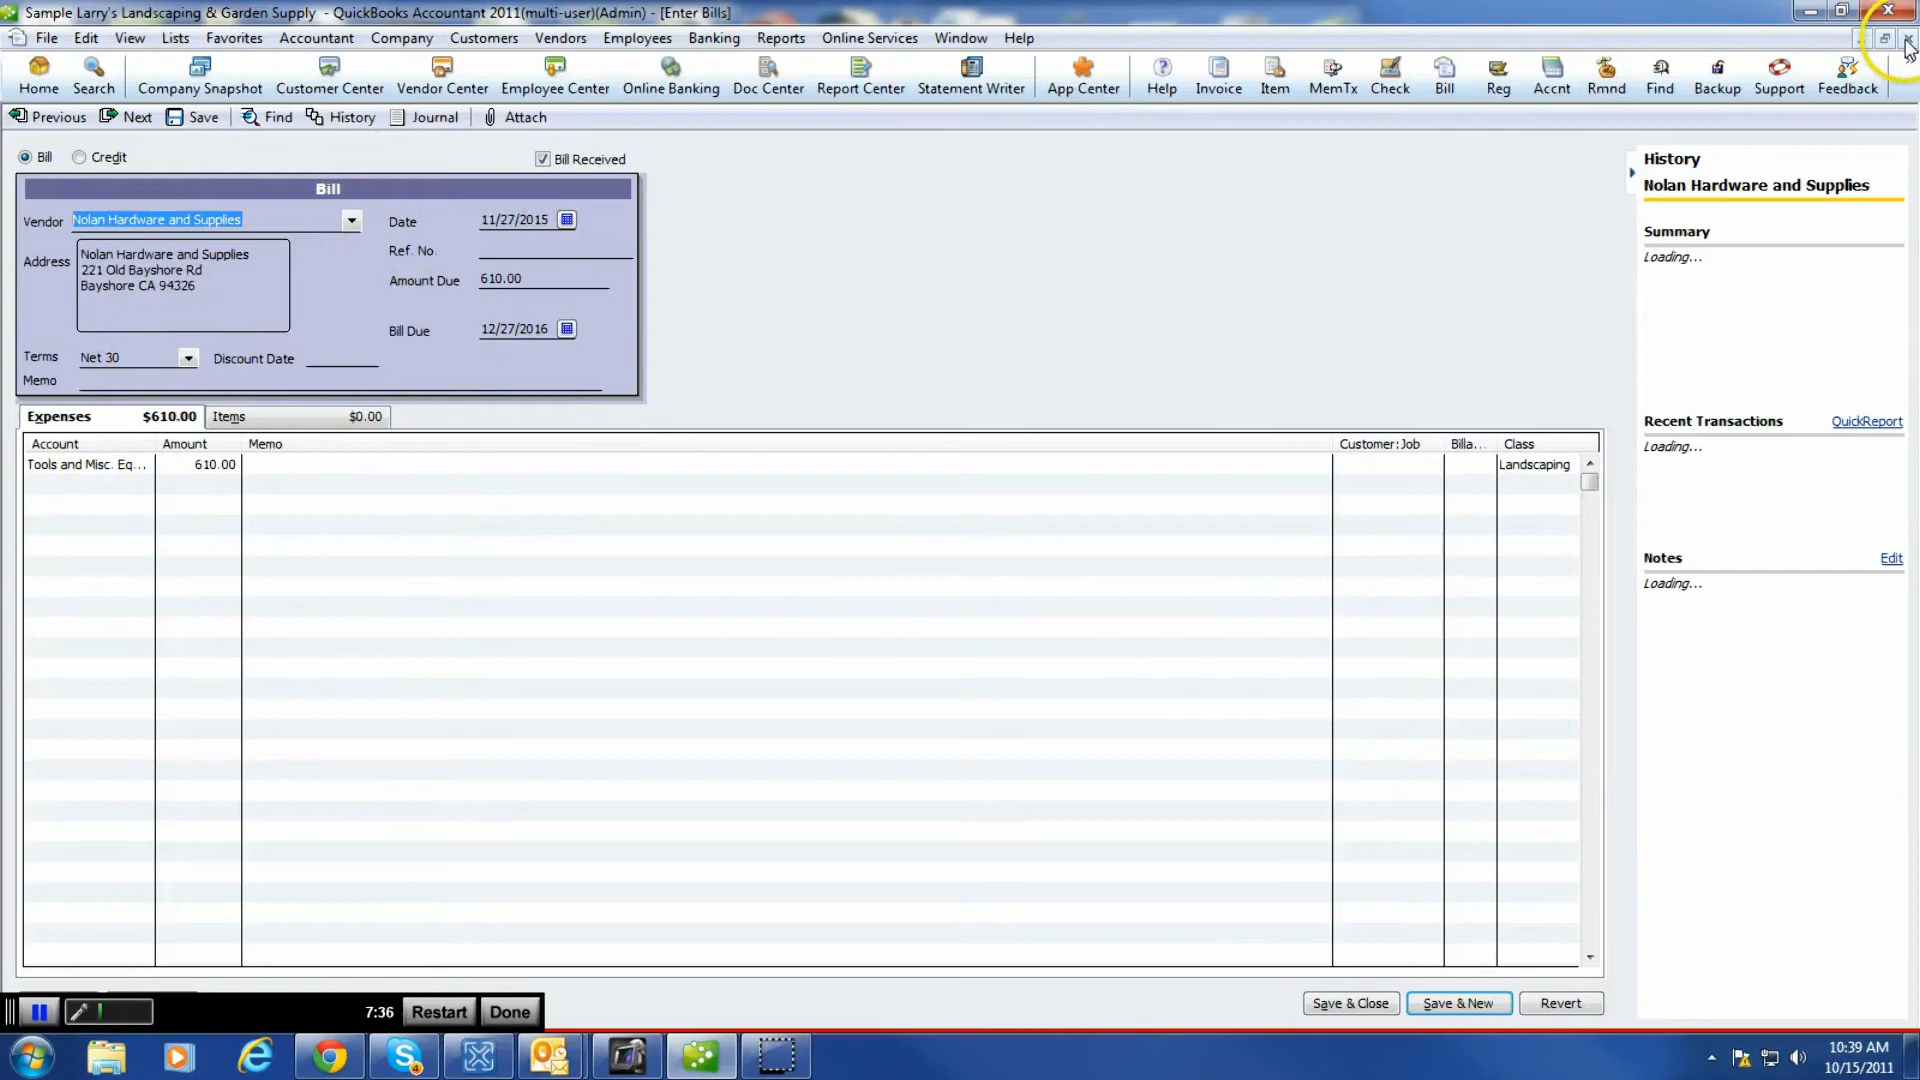 Sample Larry's Landscaping & Garden Supply - QuickBooks Accountant 2011(multi-user)(Admin) - [Enter Bills]
File Edit View Lists Favorites Accountant Company Customers Vendors Employees Banking Reports Online Services Window Help
Home Search Company Snapshot Customer Center Vendor Center Employee Center Online Banking Doc Center Report Center Statement Writer App Center Help Invoice Item MemTx Check Bill Reg Accnt Rmnd Find Backup Support Feedback
Previous Next Save Find History Journal Attach
Bill Credit Bill Received
Bill
Vendor Nolan Hardware and Supplies Date 11/27/2015
Address Nolan Hardware and Supplies
221 Old Bayshore Rd
Bayshore CA 94326
Ref. No.
Amount Due 610.00
Bill Due 12/27/2016
Terms Net 30 Discount Date
Memo
Expenses $610.00 Items $0.00
Account Amount Memo Customer:Job Billa... Class
Tools and Misc. Eq... 610.00 Landscaping
History
Nolan Hardware and Supplies
Summary
Loading...
Recent Transactions QuickReport
Loading...
Notes Edit
Loading...
Save & Close Save & New Revert
7:36 Restart Done
4
10:39 AM
10/15/2011